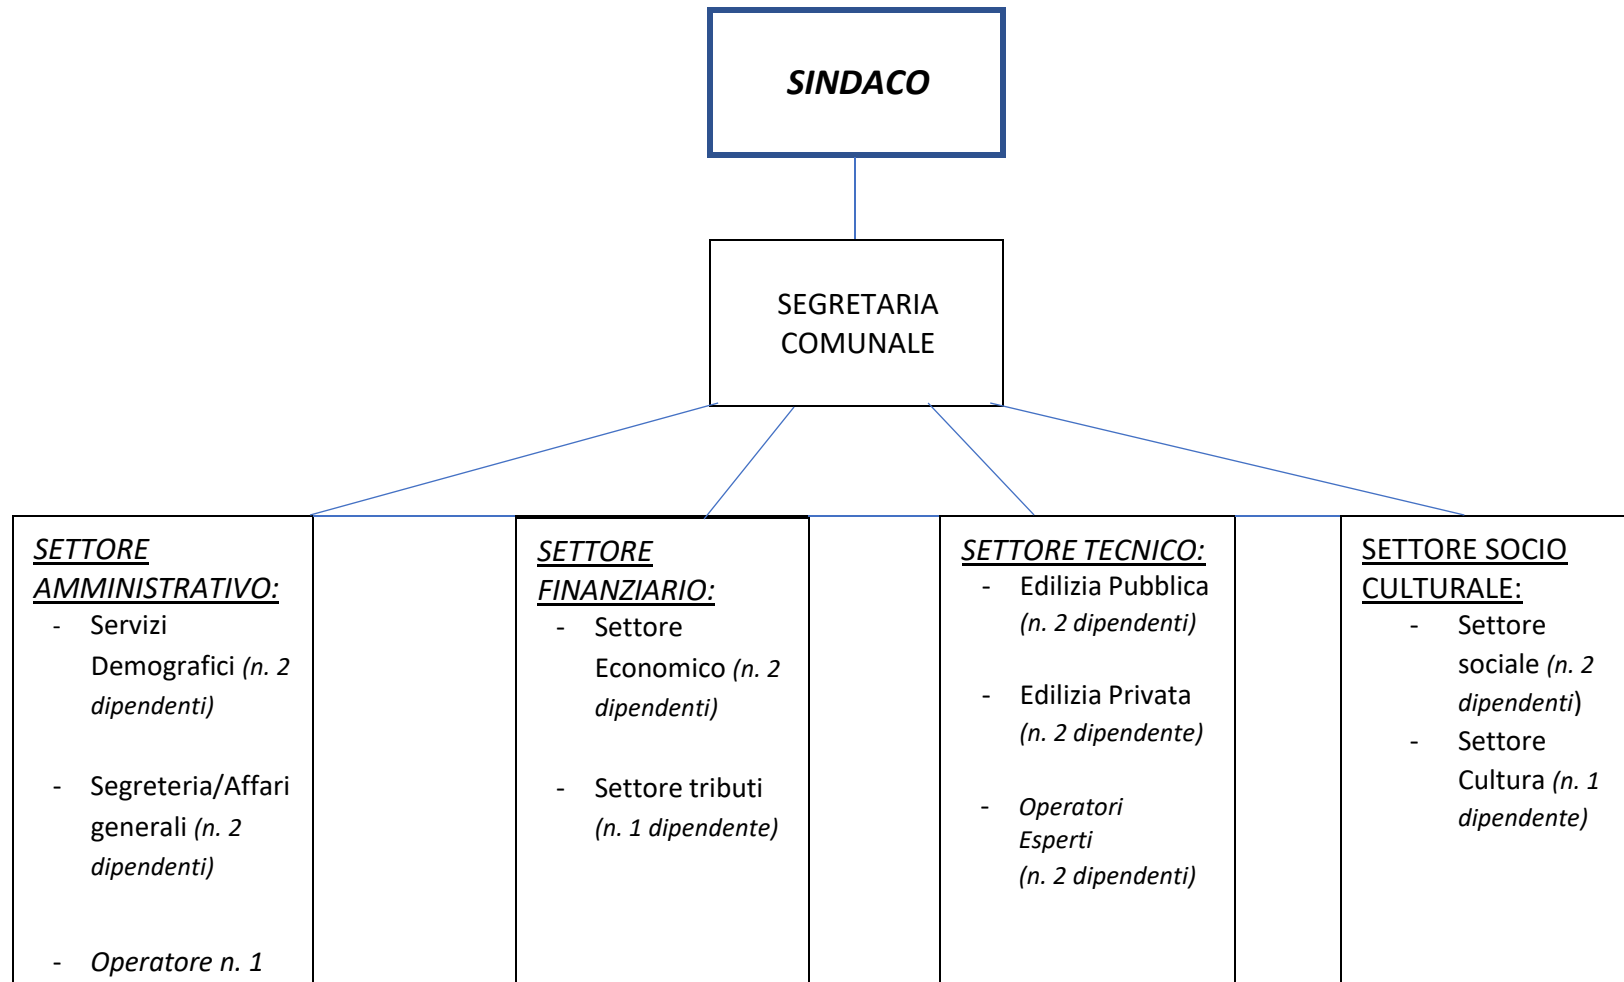 SINDACO
SEGRETARIA
COMUNALE
SETTORE
AMMINISTRATIVO:
- Servizi
Demografici (n. 2
dipendenti)
- Segreteria/Affari
generali (n. 2
dipendenti)
- Operatore n. 1
SETTORE
FINANZIARIO:
- Settore
Economico (n. 2
dipendenti)
- Settore tributi
(n. 1 dipendente)
SETTORE TECNICO:
- Edilizia Pubblica
(n. 2 dipendenti)
- Edilizia Privata
(n. 2 dipendente)
- Operatori
Esperti
(n. 2 dipendenti)
SETTORE SOCIO
CULTURALE:
- Settore
sociale (n. 2
dipendenti)
- Settore
Cultura (n. 1
dipendente)